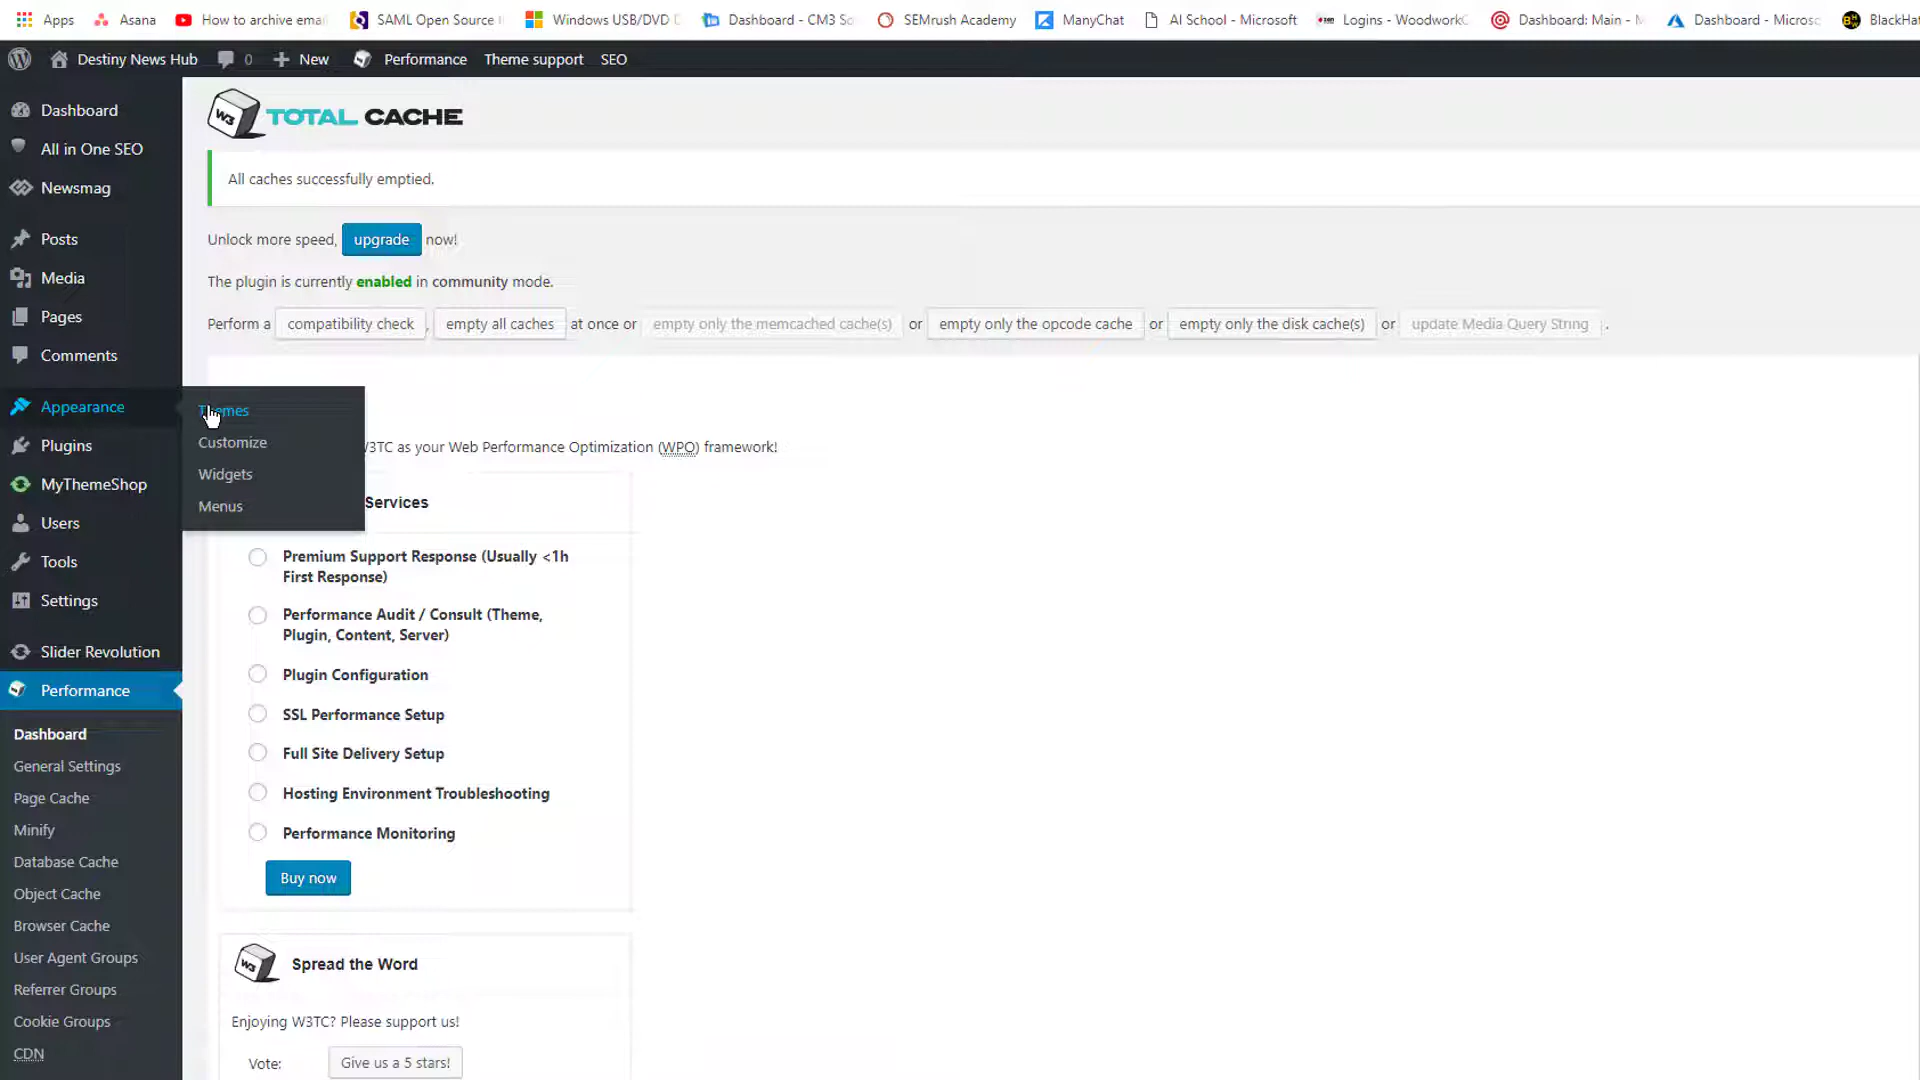 Apps Asana How to archive emai SAML Open Source Windows USB/DVD Dashboard - CM3 So SEMrush Academy ManyChat AI School - Microsoft Logins - Woodwork Dashboard: Main - Dashboard - Microso BlackHa
Destiny News Hub 0 New Performance Theme support SEO
Dashboard
All in One SEO
Newsmag
Posts
Media
Pages
Comments
Appearance
Themes
Customize
Widgets
Menus
Plugins
MyThemeShop
Users
Tools
Settings
Slider Revolution
Performance
Dashboard
General Settings
Page Cache
Minify
Database Cache
Object Cache
Browser Cache
User Agent Groups
Referrer Groups
Cookie Groups
CDN
W3 TOTAL CACHE
All caches successfully emptied.
Unlock more speed, upgrade now!
The plugin is currently enabled in community mode.
Perform a compatibility check , empty all caches at once or empty only the memcached cache(s) or empty only the opcode cache or empty only the disk cache(s) or update Media Query String .
W3TC as your Web Performance Optimization (WPO) framework!
Services
Premium Support Response (Usually <1h
First Response)
Performance Audit / Consult (Theme,
Plugin, Content, Server)
Plugin Configuration
SSL Performance Setup
Full Site Delivery Setup
Hosting Environment Troubleshooting
Performance Monitoring
Buy now
W3 Spread the Word
Enjoying W3TC? Please support us!
Vote: Give us a 5 stars!